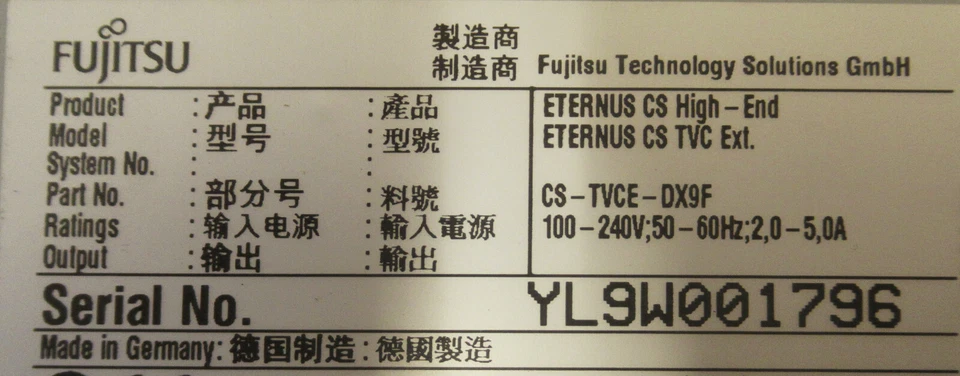 FUJITSU
製造商
制造商 Fujitsu Technology Solutions GmbH
Product : 产品 : 產品 ETERNUS CS High-End
Model : 型号 : 型號 ETERNUS CS TVC Ext.
System No. : :
Part No. : 部分号 : 料號 CS-TVCE-DX9F
Ratings : 输入电源 : 輸入電源 100-240V;50-60Hz;2,0-5,0A
Output : 输出 : 輸出
Serial No. YL9W001796
Made in Germany: 德国制造 : 德國製造